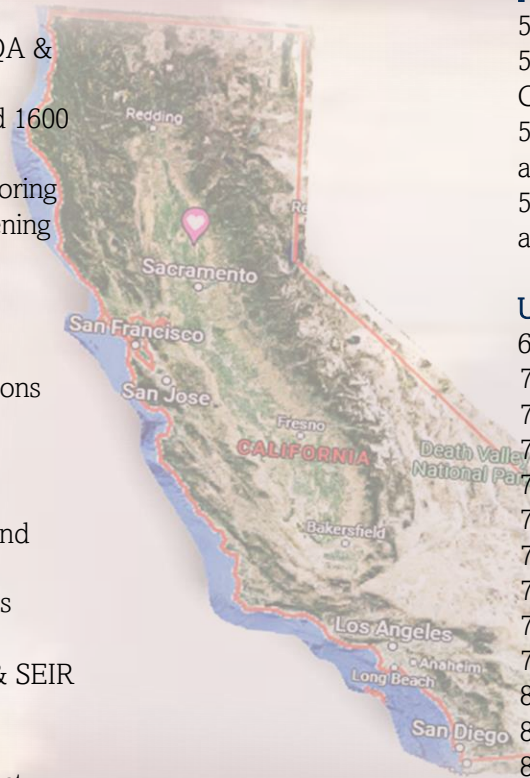 QA &
d 1600
oring
ening
ons
nd
s
& SEIR
Redding
Sacramento
San Francisco
San Jose
Fresno
CALIFORNIA
Death Valley
National Par
Bakersfield
Los Angeles
Anaheim
Long Beach
San Diego
5
5
C
5
a
5
a
U
6
7
7
7
7
7
7
7
7
7
8
8
8